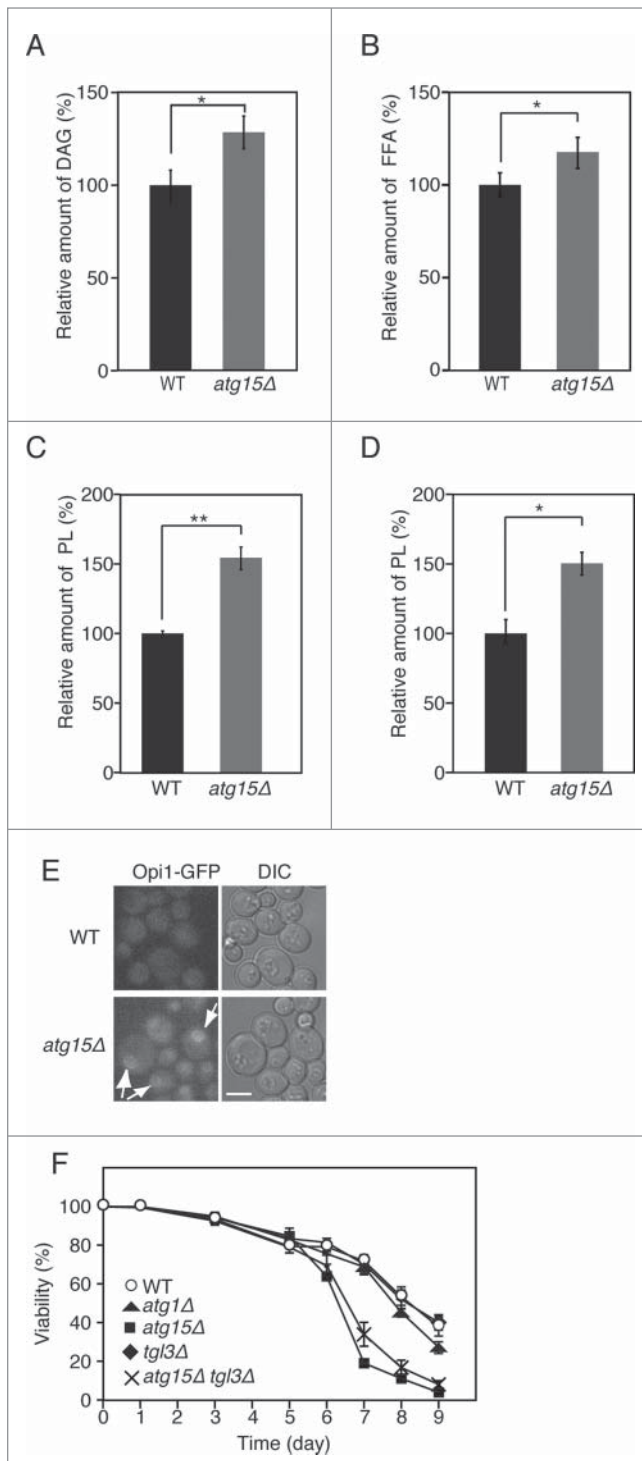 A
Relative amount of DAG (%)
150
100
50
0
*
WT
atg15Δ
B
Relative amount of FFA (%)
150
100
50
0
*
WT
atg15Δ
C
Relative amount of PL (%)
200
150
100
50
0
**
WT
atg15Δ
D
Relative amount of PL (%)
200
150
100
50
0
*
WT
atg15Δ
E
Opi1-GFP
DIC
WT
atg15Δ
F
Viability (%)
100
80
60
40
20
0
WT
atg1Δ
atg15Δ
tgl3Δ
atg15Δ tgl3Δ
0 1 2 3 4 5 6 7 8 9
Time (day)